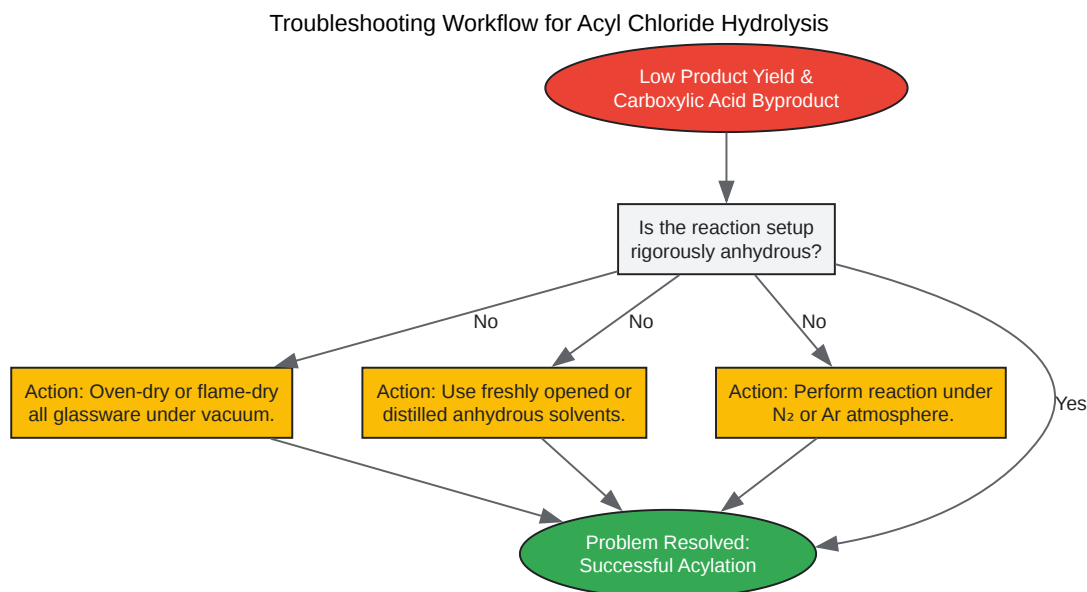 Troubleshooting Workflow for Acyl Chloride Hydrolysis
Low Product Yield &
Carboxylic Acid Byproduct
Is the reaction setup
rigorously anhydrous?
No
No
No
Yes
Action: Oven-dry or flame-dry
all glassware under vacuum.
Action: Use freshly opened or
distilled anhydrous solvents.
Action: Perform reaction under
N₂ or Ar atmosphere.
Problem Resolved:
Successful Acylation